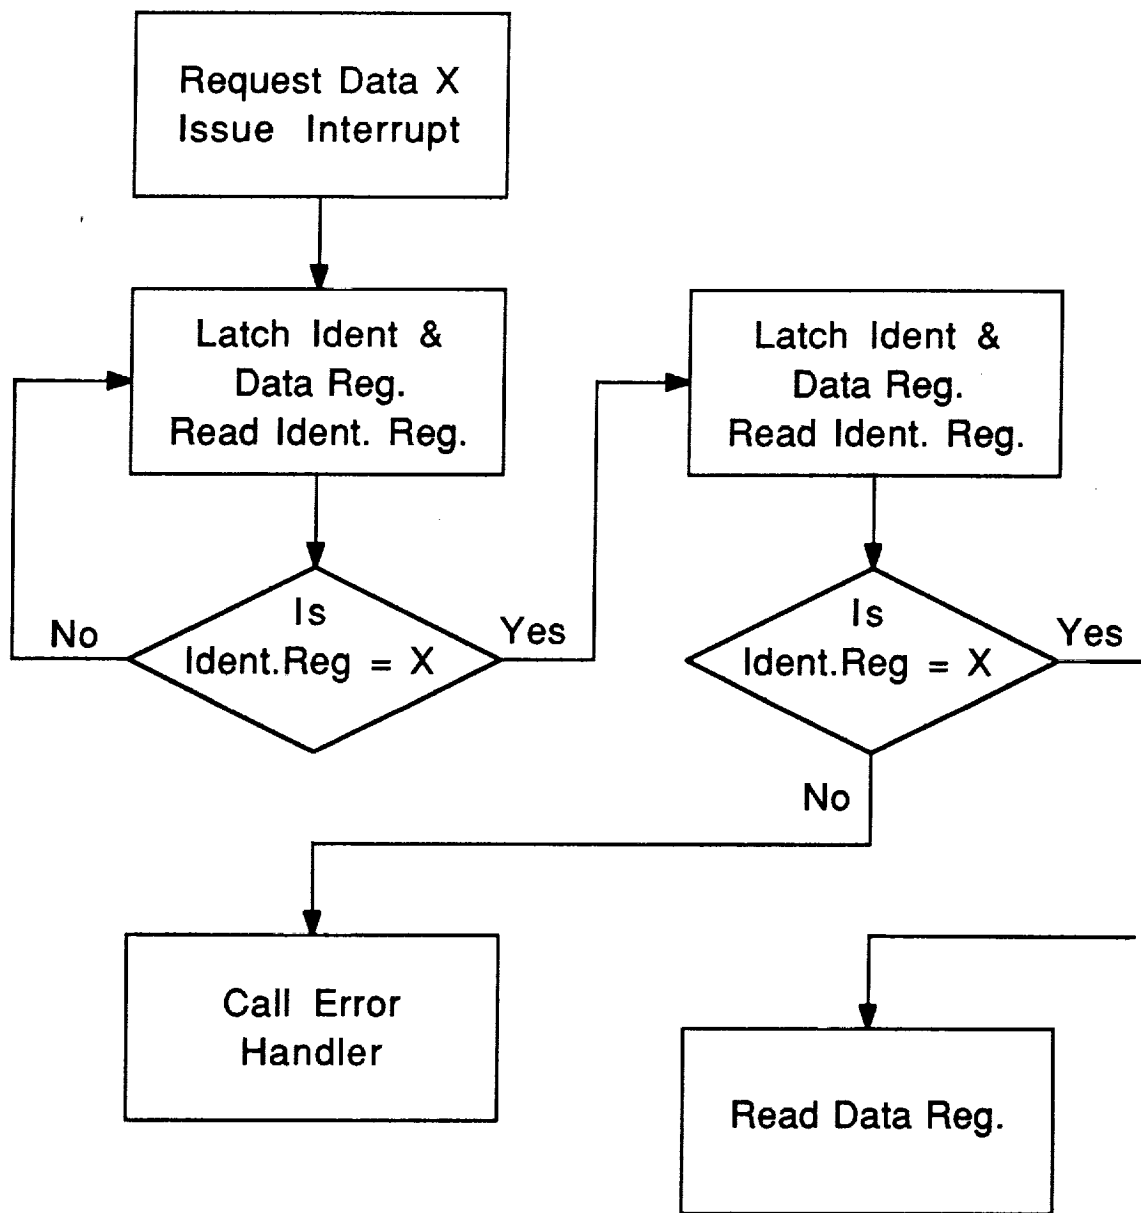 Request Data X
Issue Interrupt
Latch Ident &
Data Reg.
Read Ident. Reg.
Is
Ident.Reg = X
No
Yes
Latch Ident &
Data Reg.
Read Ident. Reg.
Is
Ident.Reg = X
Yes
No
Call Error
Handler
Read Data Reg.